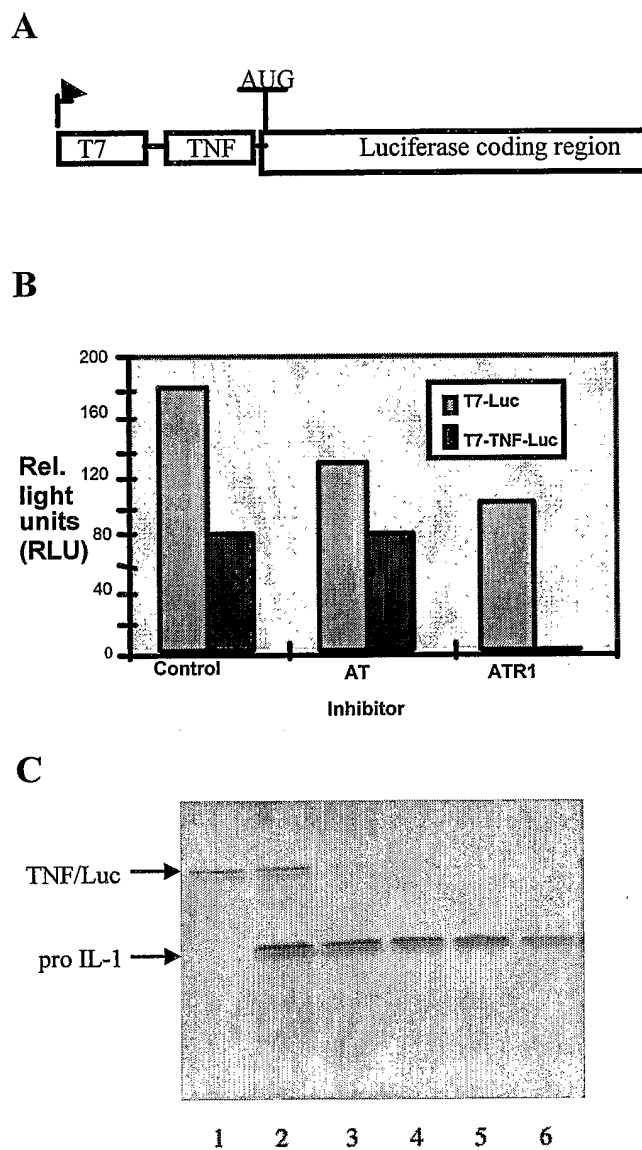 A
AUG
T7 TNF Luciferase coding region
B
200
160
120
80
40
0
Rel.
light
units
(RLU)
T7-Luc
T7-TNF-Luc
Control AT ATR1
Inhibitor
C
TNF/Luc
pro IL-1
1 2 3 4 5 6